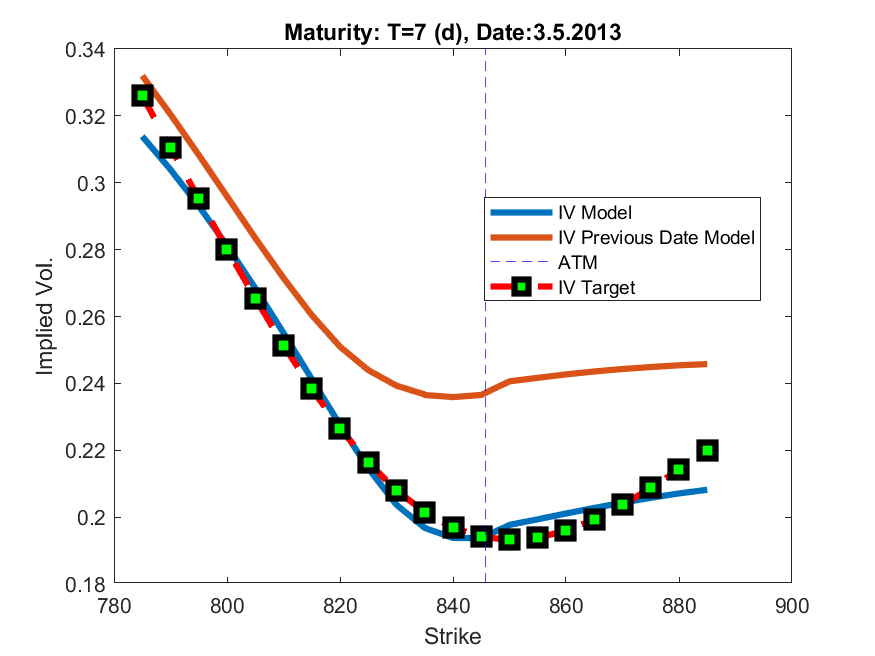 Maturity: T=7 (d), Date:3.5.2013
0.34
0.32
0.3
0.28
0.26
0.24
0.22
0.2
0.18
Implied Vol.
IV Model
IV Previous Date Model
ATM
IV Target
780 800 820 840 860 880 900
Strike